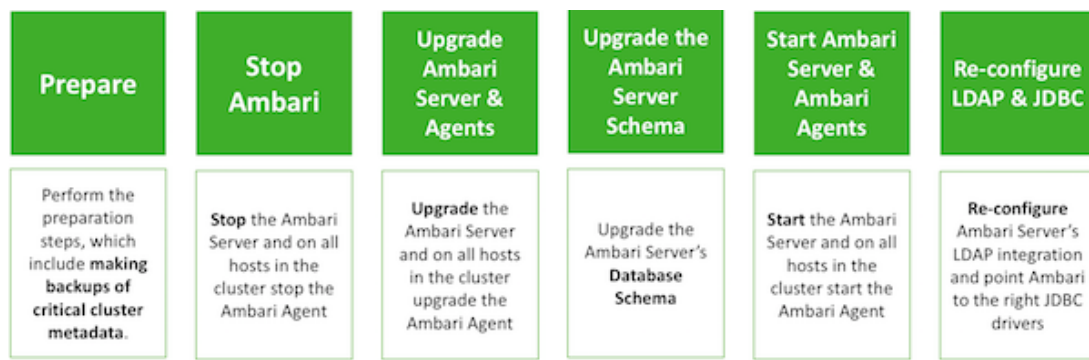 Prepare
Stop
Ambari
Upgrade
Ambari
Server &
Agents
Upgrade the
Ambari
Server
Schema
Start Ambari
Server &
Ambari
Agents
Re-configure
LDAP & JDBC
Perform the
preparation
steps, which
include making
backups of
critical cluster
metadata.
Stop the Ambari
Server and on all
hosts in the
cluster stop the
Ambari Agent
Upgrade the
Ambari Server
and on all hosts
in the cluster
upgrade the
Ambari Agent
Upgrade the
Ambari Server's
Database
Schema
Start the Ambari
Server and on all
hosts in the
cluster start the
Ambari Agent
Re-configure
Ambari Server's
LDAP integration
and point Ambari
to the right JDBC
drivers